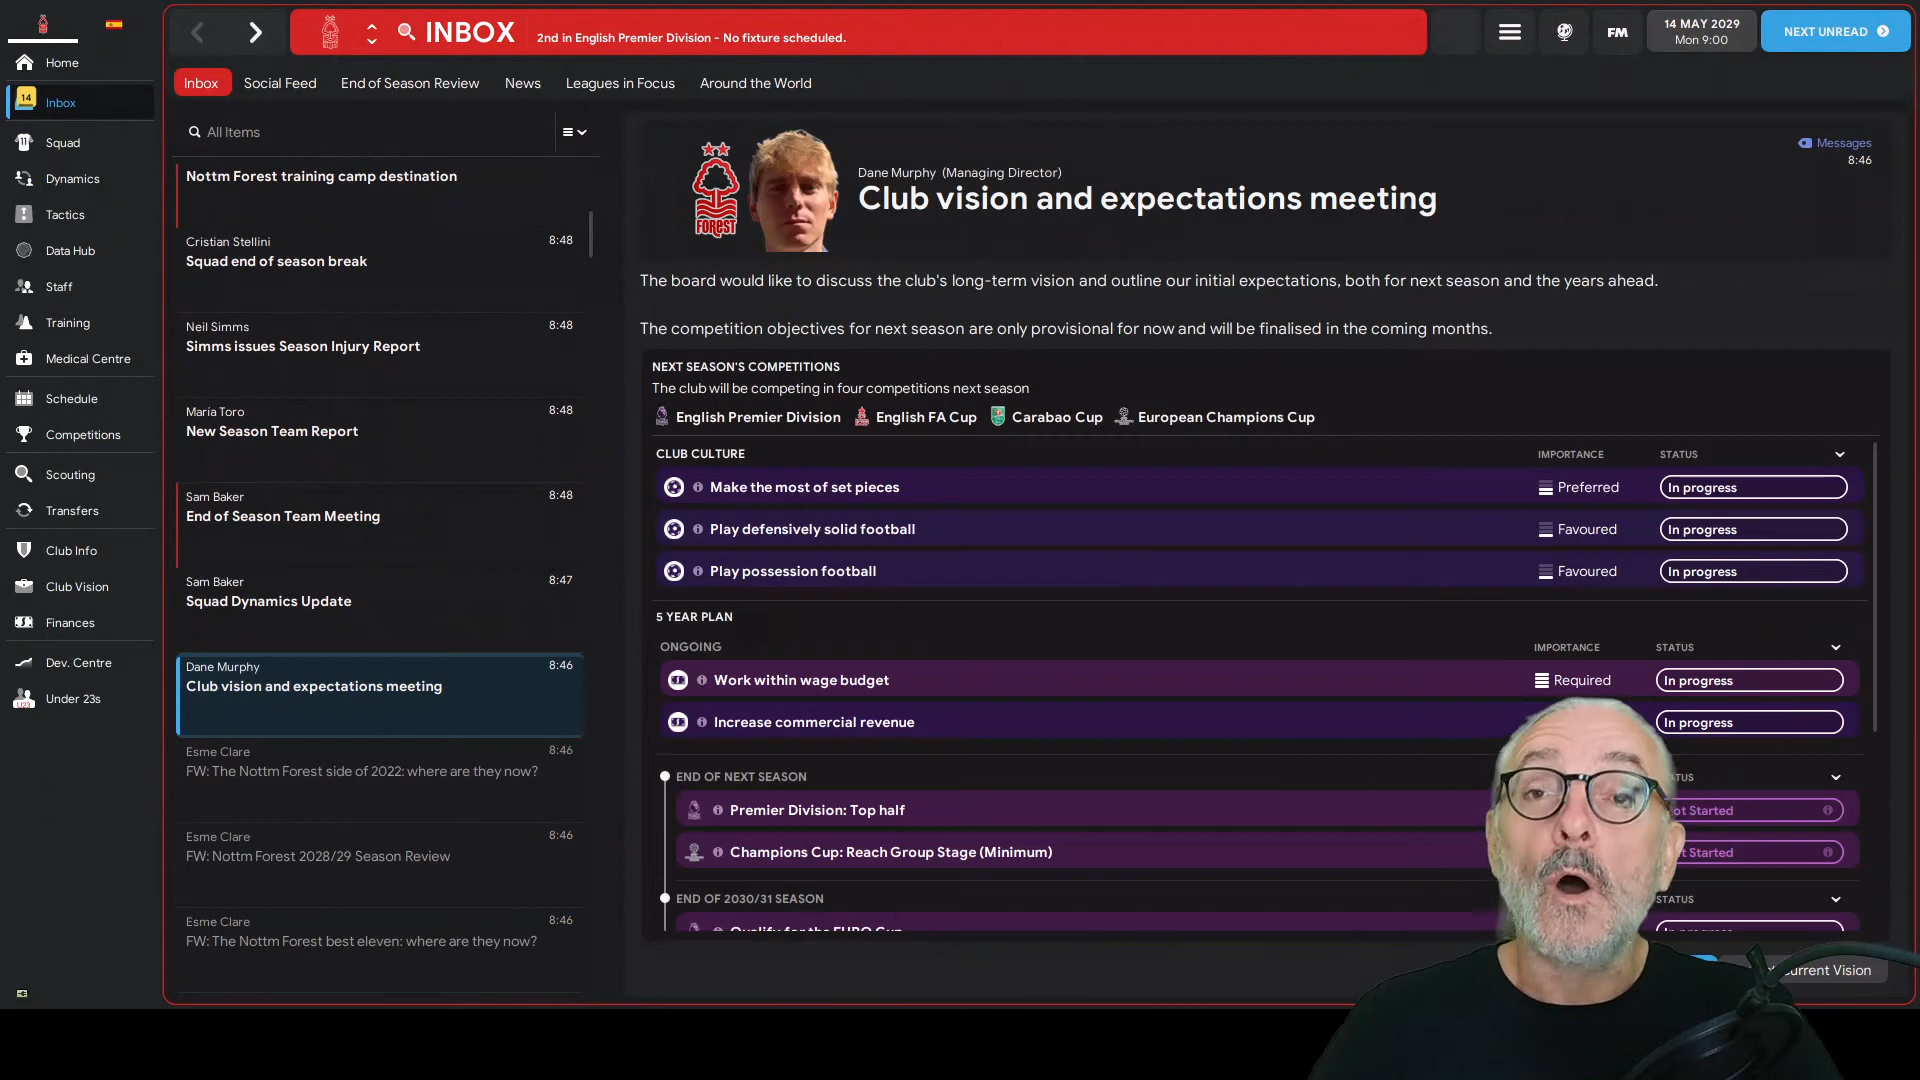 INBOX
2nd in English Premier Division - No fixture scheduled.
FM
14 MAY 2029
Mon 9:00
NEXT UNREAD
Home
14
Inbox
11
Squad
Dynamics
Tactics
Data Hub
Staff
Training
Medical Centre
Schedule
Competitions
Scouting
Transfers
Club Info
Club Vision
Finances
Dev. Centre
U23
Under 23s
Inbox
Social Feed
End of Season Review
News
Leagues in Focus
Around the World
All Items
Nottm Forest training camp destination
Cristian Stellini 8:48
Squad end of season break
Neil Simms 8:48
Simms issues Season Injury Report
María Toro 8:48
New Season Team Report
Sam Baker 8:48
End of Season Team Meeting
Sam Baker 8:47
Squad Dynamics Update
Dane Murphy 8:46
Club vision and expectations meeting
Esme Clare 8:46
FW: The Nottm Forest side of 2022: where are they now?
Esme Clare 8:46
FW: Nottm Forest 2028/29 Season Review
Esme Clare 8:46
FW: The Nottm Forest best eleven: where are they now?
FOREST
Dane Murphy (Managing Director)
Club vision and expectations meeting
Messages
8:46
The board would like to discuss the club's long-term vision and outline our initial expectations, both for next season and the years ahead.
The competition objectives for next season are only provisional for now and will be finalised in the coming months.
NEXT SEASON'S COMPETITIONS
The club will be competing in four competitions next season
English Premier Division English FA Cup Carabao Cup European Champions Cup
CLUB CULTURE IMPORTANCE STATUS
Make the most of set pieces Preferred In progress
Play defensively solid football Favoured In progress
Play possession football Favoured In progress
5 YEAR PLAN
ONGOING IMPORTANCE STATUS
Work within wage budget Required In progress
Increase commercial revenue In progress
END OF NEXT SEASON
Premier Division: Top half Started
Champions Cup: Reach Group Stage (Minimum) Started
END OF 2030/31 SEASON STATUS
Qualify for the EURO Cup In progress
Current Vision